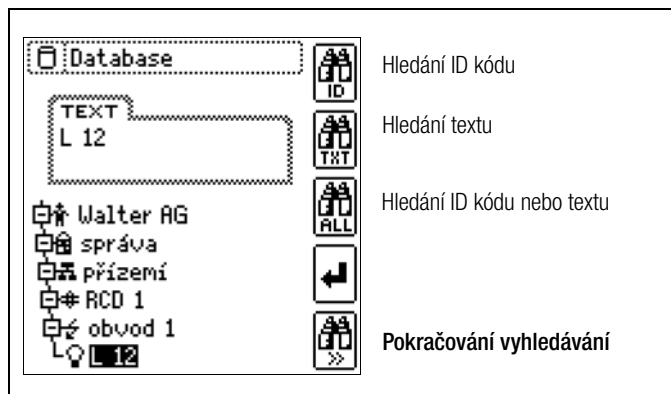 Database
TEXT
L 12
Walter AG
správa
přízemí
RCD 1
obvod 1
L 12
ID
Hledání ID kódu
TXT
Hledání textu
ALL
Hledání ID kódu nebo textu
>>
Pokračování vyhledávání